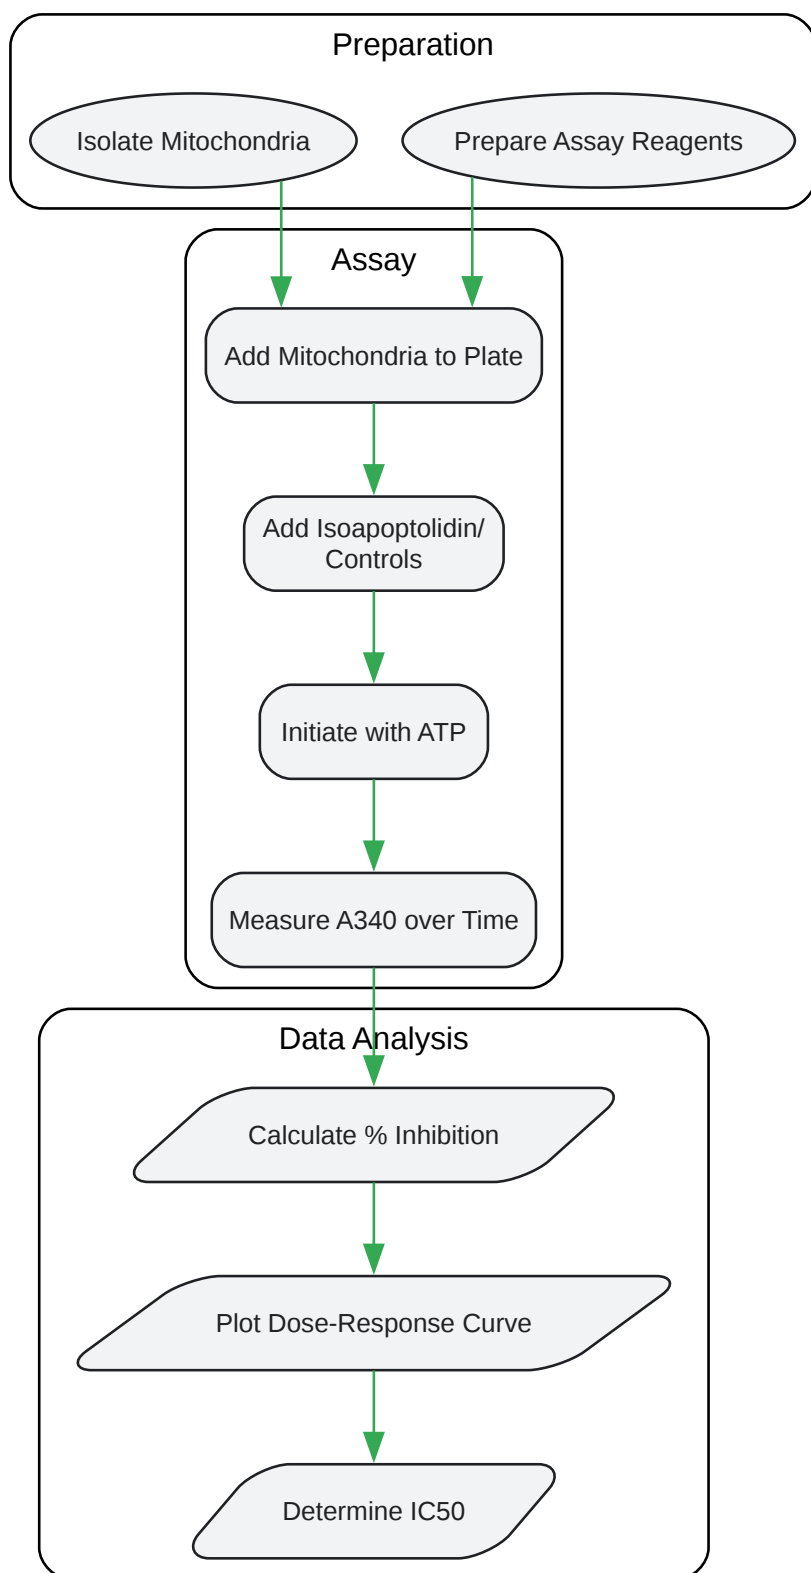 Preparation
Isolate Mitochondria
Prepare Assay Reagents
Assay
Add Mitochondria to Plate
Add Isoapoptolidin/
Controls
Initiate with ATP
Measure A340 over Time
Data Analysis
Calculate % Inhibition
Plot Dose-Response Curve
Determine IC50